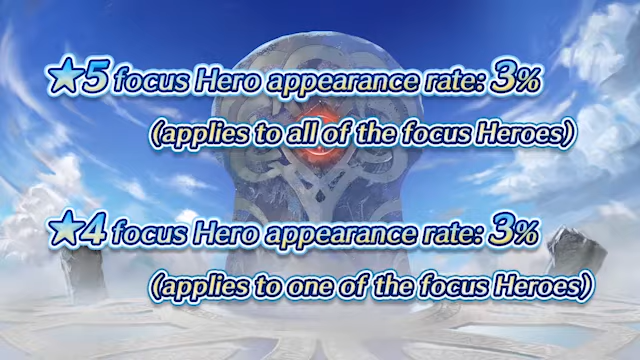 ★5 focus Hero appearance rate: 3%
(applies to all of the focus Heroes)
★4 focus Hero appearance rate: 3%
(applies to one of the focus Heroes)